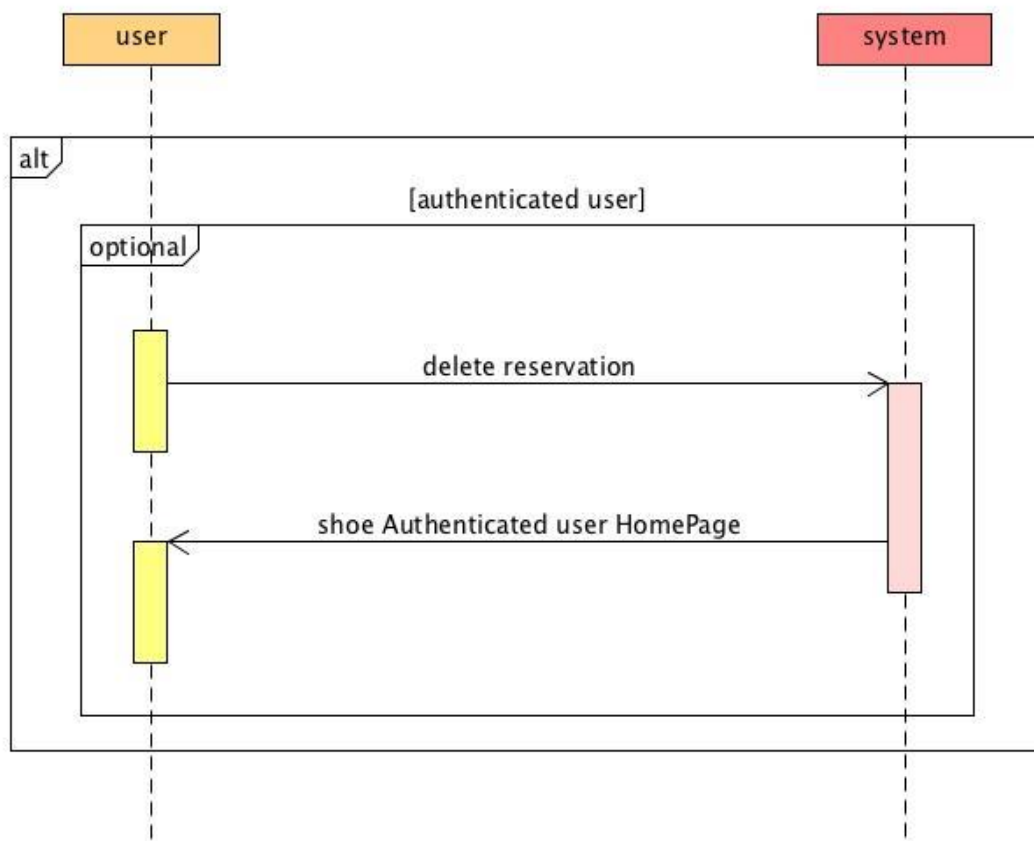 user
system
alt
[authenticated user]
optional
delete reservation
shoe Authenticated user HomePage